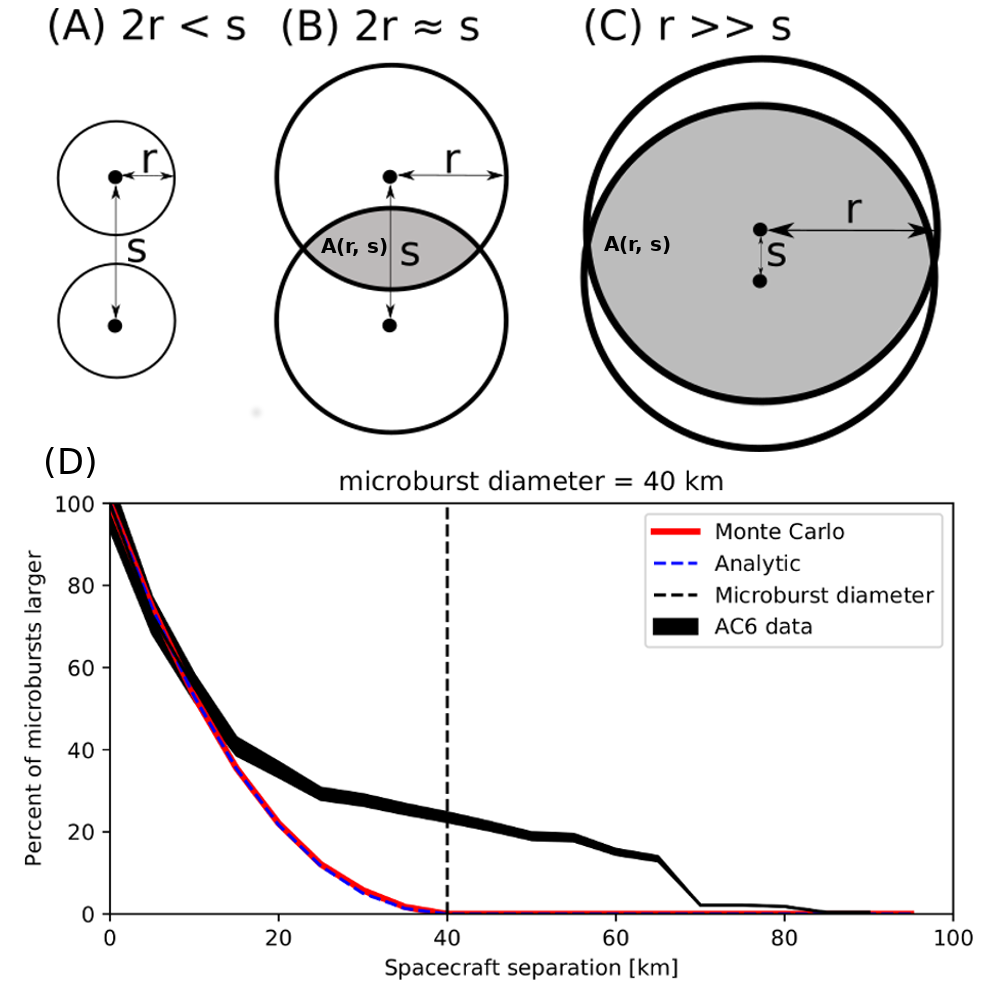 (A) 2r < s (B) 2r ≈ s (C) r >> s
r
s
r
A(r, s)
s
r
A(r, s)
s
(D)
microburst diameter = 40 km
Percent of microbursts larger
100
80
60
40
20
0
Monte Carlo
Analytic
Microburst diameter
AC6 data
0 20 40 60 80 100
Spacecraft separation [km]